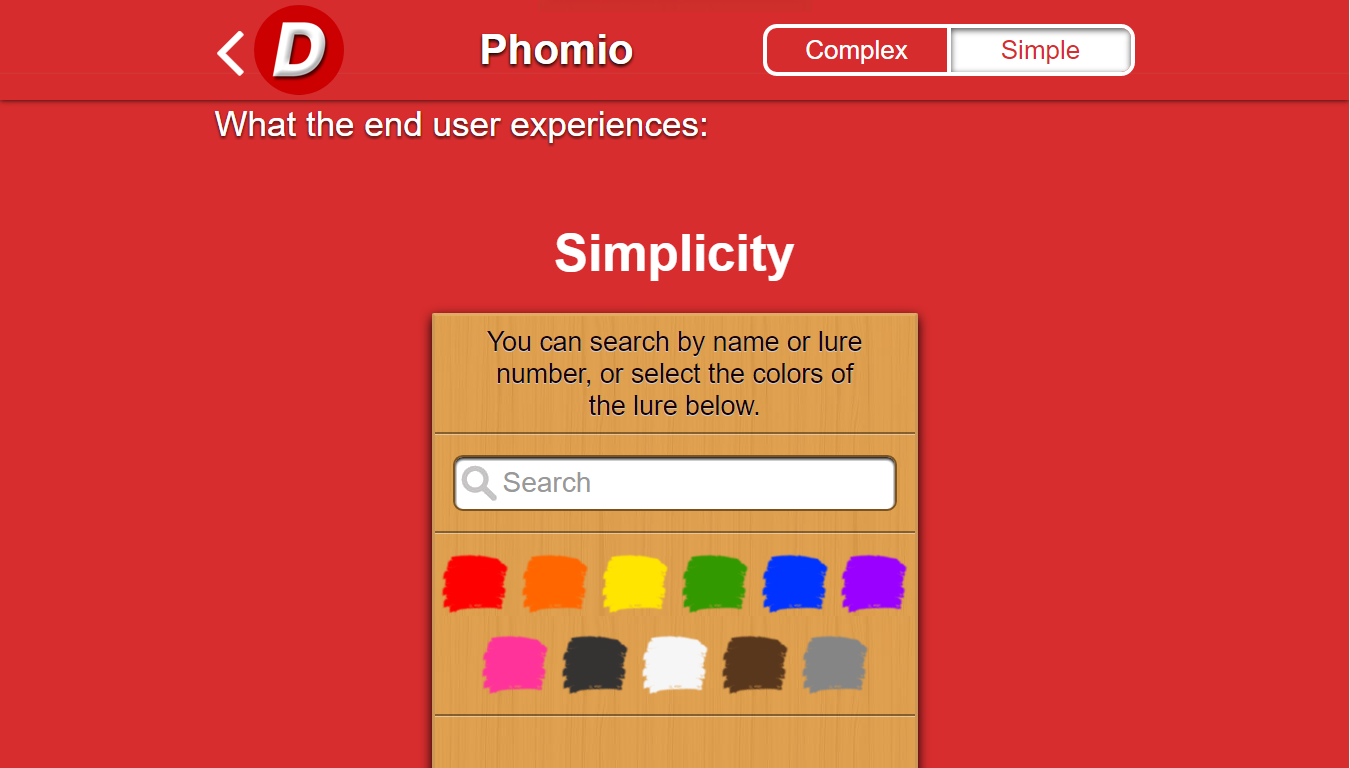 D
Phomio
Complex
Simple
What the end user experiences:
Simplicity
You can search by name or lure
number, or select the colors of
the lure below.
Search